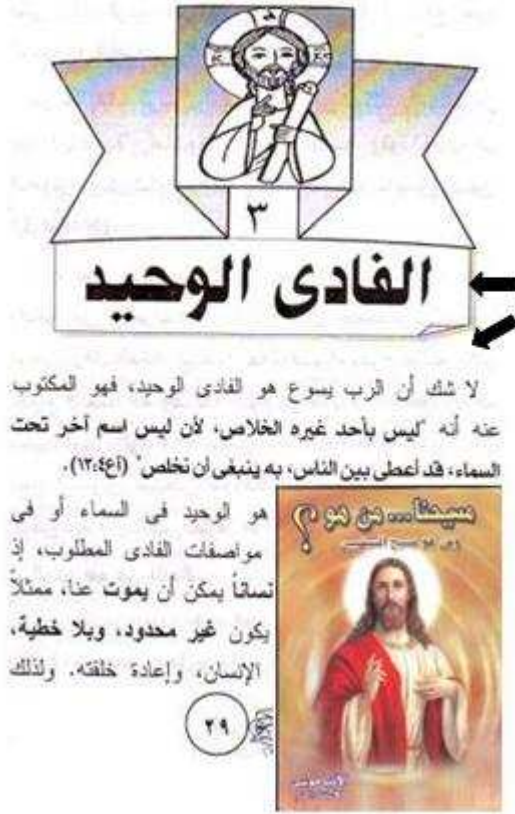 ٣
الفادى الوحيد
لا شك أن الرب يسوع هو الفادى الوحيد، فهو المكتوب
عنه أنه "ليس بأحد غيره الخلاص، لأن ليس اسم آخر تحت
السماء، قد أعطى بين الناس، به ينبغى أن نخلص" (أع٤:١٢).
هو الوحيد فى السماء أو فى
مواصفات الفادى المطلوب، إذ
نساناً يمكن أن يموت عنا، ممثلاً
يكون غير محدود، وبلا خطية،
الإنسان، وإعادة خلقته. ولذلك
٢٩
مسيحنا... من هو ؟